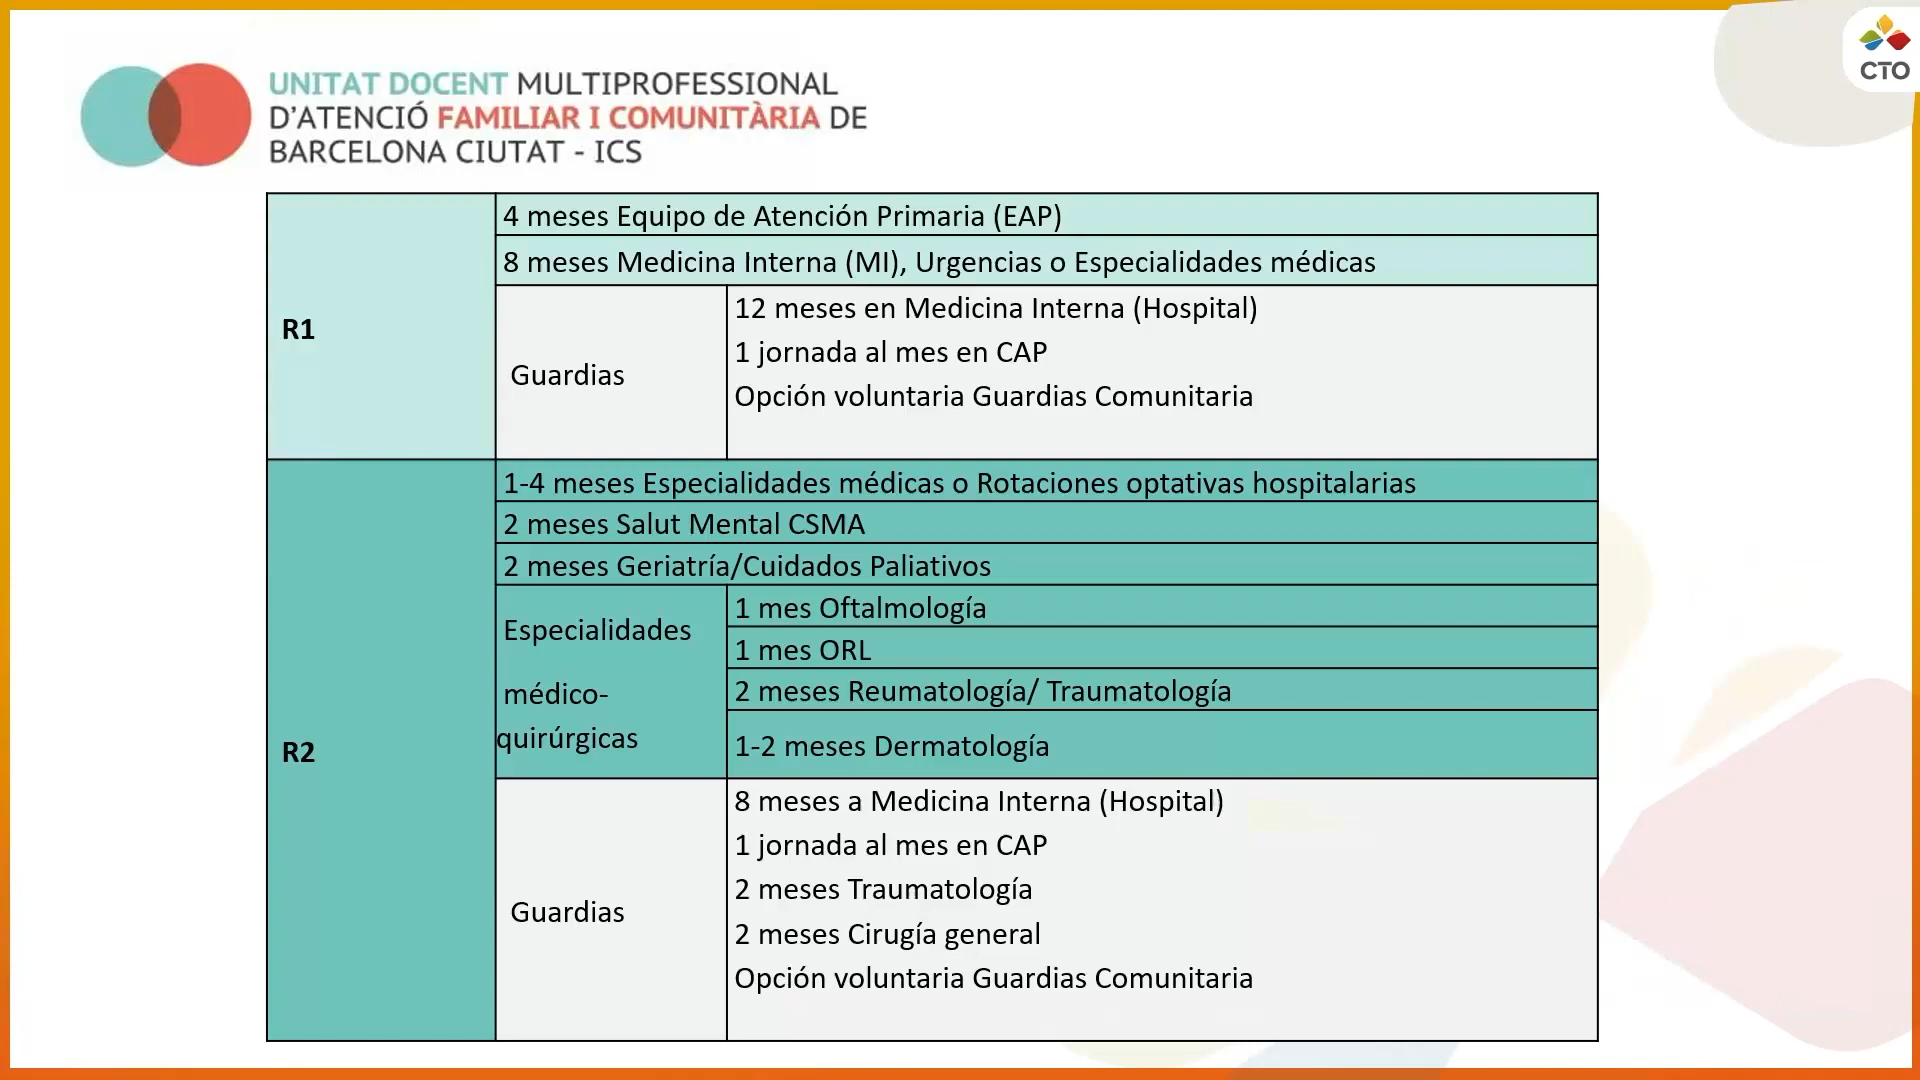 CTO
UNITAT DOCENT MULTIPROFESSIONAL
D'ATENCIÓ FAMILIAR I COMUNITÀRIA DE
BARCELONA CIUTAT - ICS
R1
4 meses Equipo de Atención Primaria (EAP)
8 meses Medicina Interna (MI), Urgencias o Especialidades médicas
Guardias
12 meses en Medicina Interna (Hospital)
1 jornada al mes en CAP
Opción voluntaria Guardias Comunitaria
R2
1-4 meses Especialidades médicas o Rotaciones optativas hospitalarias
2 meses Salut Mental CSMA
2 meses Geriatría/Cuidados Paliativos
Especialidades
médico-
quirúrgicas
1 mes Oftalmología
1 mes ORL
2 meses Reumatología/ Traumatología
1-2 meses Dermatología
Guardias
8 meses a Medicina Interna (Hospital)
1 jornada al mes en CAP
2 meses Traumatología
2 meses Cirugía general
Opción voluntaria Guardias Comunitaria